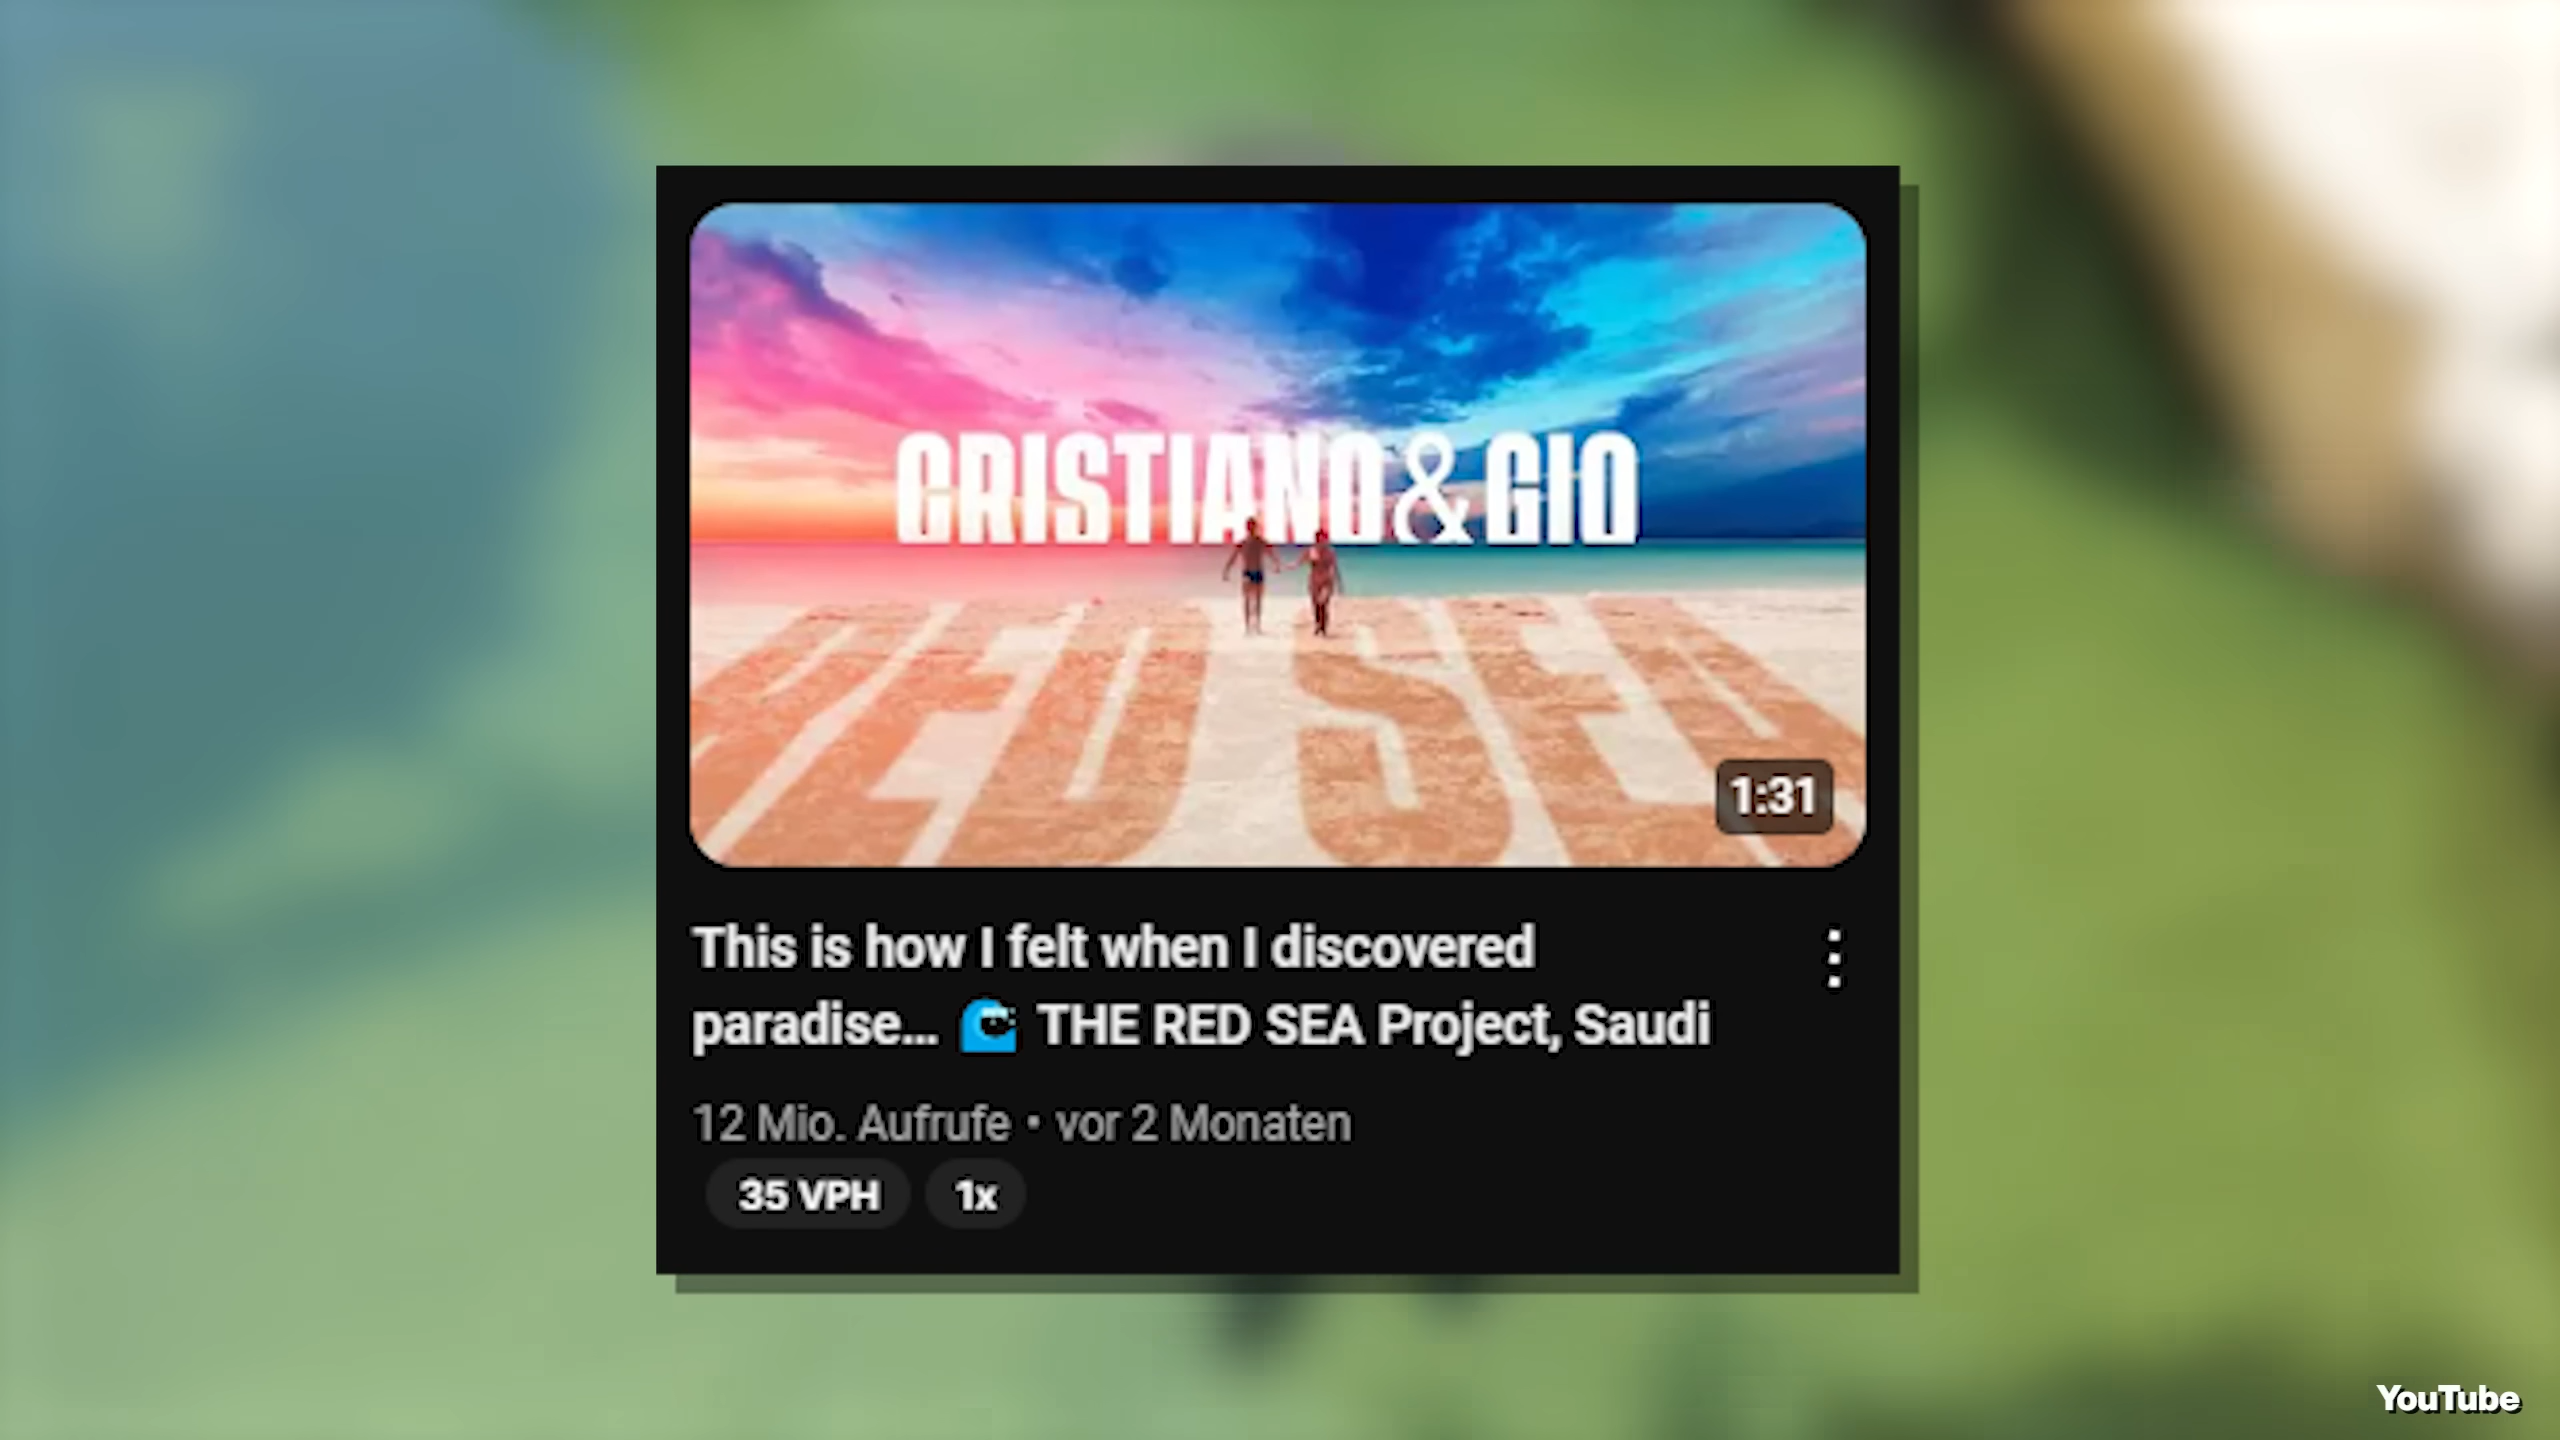 CRISTIANO & GIO
RED SEA
1:31
This is how I felt when I discovered
paradise... 🌊 THE RED SEA Project, Saudi
12 Mio. Aufrufe • vor 2 Monaten
35 VPH 1x
YouTube